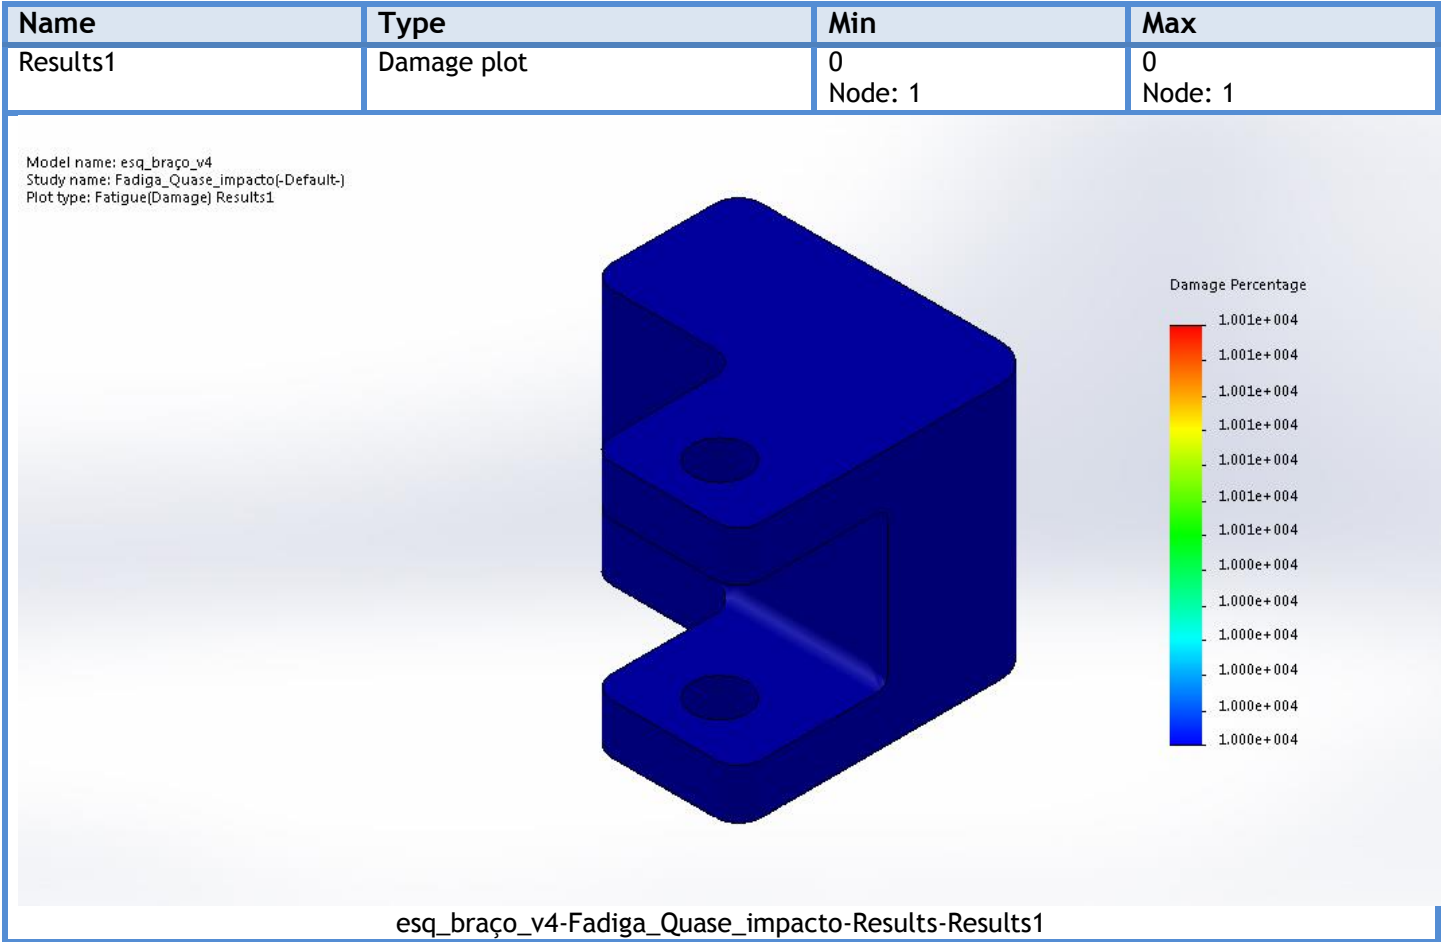 Name Type Min Max
Results1 Damage plot 0 0
Node: 1 Node: 1
Model name: esq_braço_v4
Study name: Fadiga_Quase_impacto(-Default-)
Plot type: Fatigue(Damage) Results1
Damage Percentage
1.001e+004
1.001e+004
1.001e+004
1.001e+004
1.001e+004
1.001e+004
1.001e+004
1.000e+004
1.000e+004
1.000e+004
1.000e+004
1.000e+004
1.000e+004
esq_braço_v4-Fadiga_Quase_impacto-Results-Results1